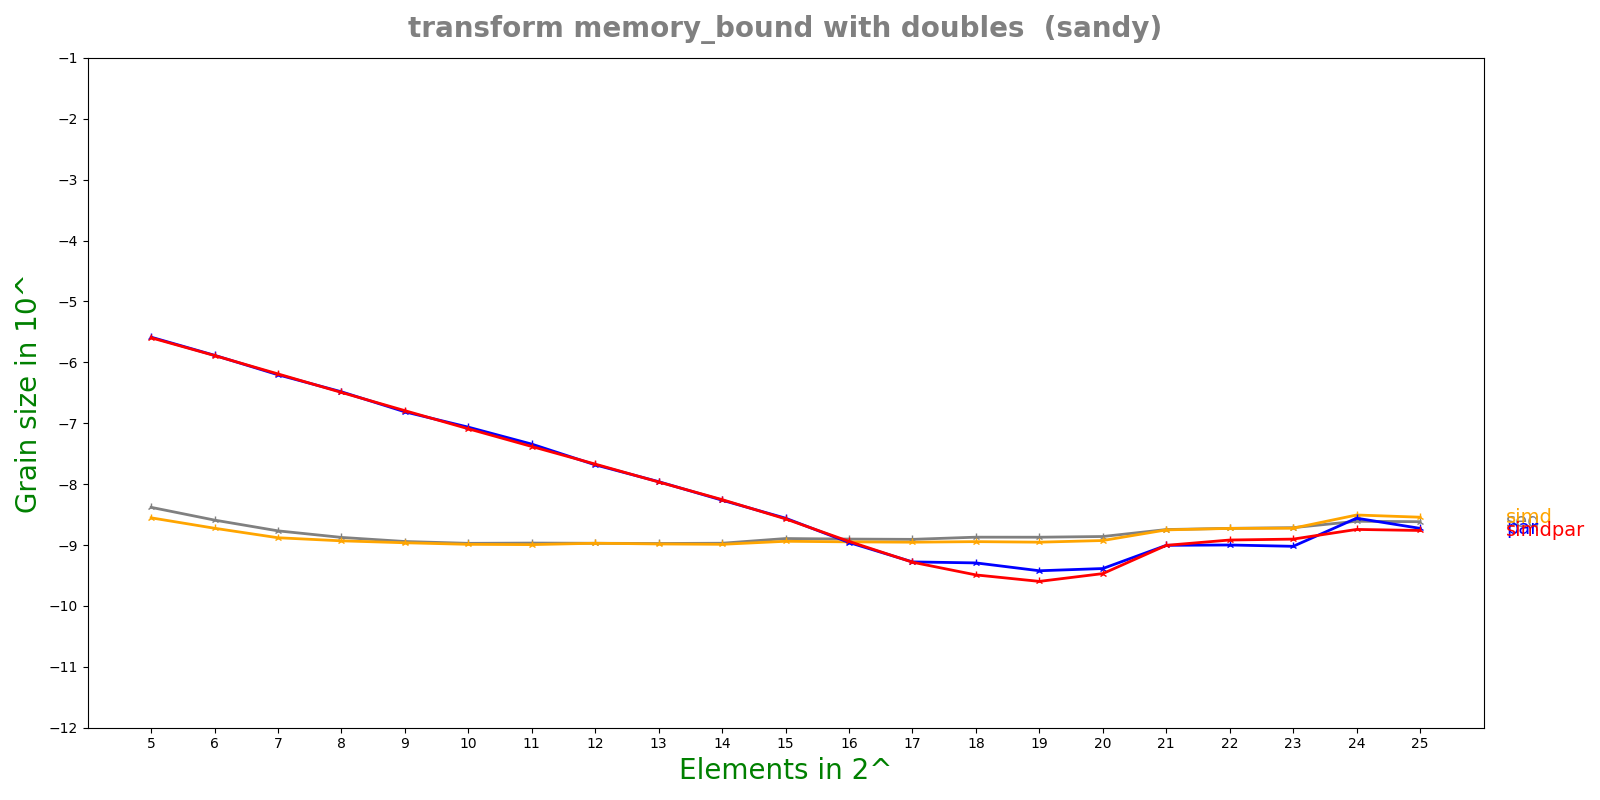 transform memory_bound with doubles (sandy)
−1
−2
−3
−4
−5
−6
−7
−8
−9
−10
−11
−12
Grain size in 10^
5 6 7 8 9 10 11 12 13 14 15 16 17 18 19 20 21 22 23 24 25
Elements in 2^
simd
par
simdpar